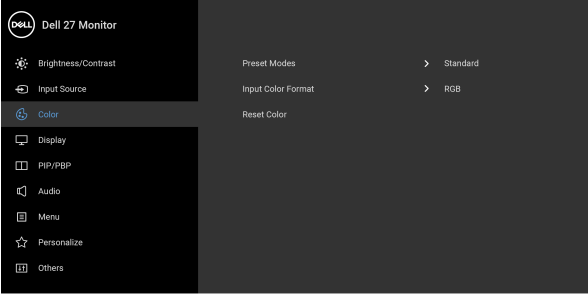 DELL Dell 27 Monitor
Brightness/Contrast
Preset Modes > Standard
Input Source
Input Color Format > RGB
Color
Reset Color
Display
PIP/PBP
Audio
Menu
Personalize
Others